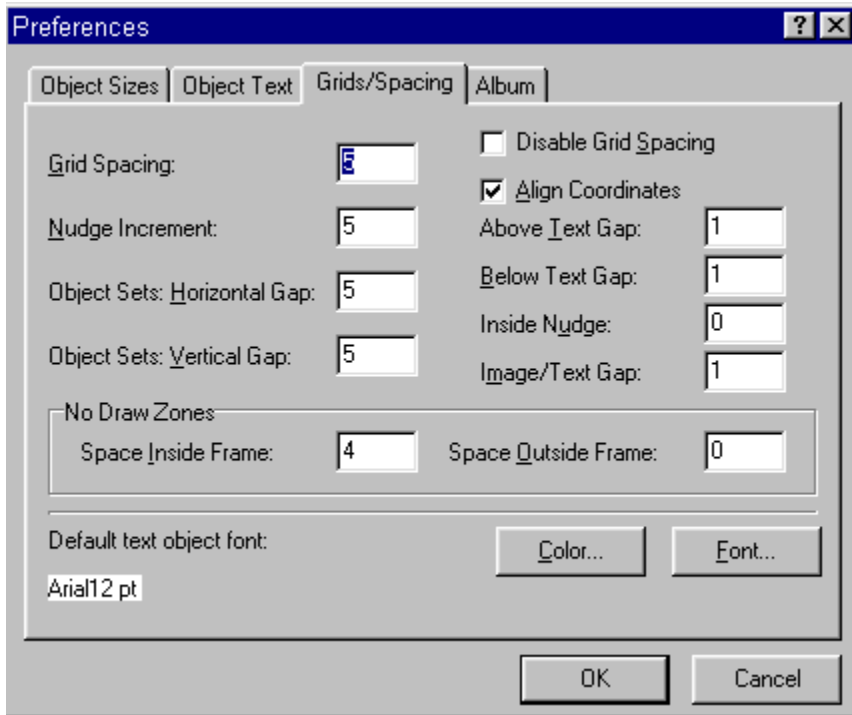 Preferences
Object Sizes Object Text Grids/Spacing Album
Grid Spacing: 5
Nudge Increment: 5
Object Sets: Horizontal Gap: 5
Object Sets: Vertical Gap: 5
Disable Grid Spacing
Align Coordinates
Above Text Gap: 1
Below Text Gap: 1
Inside Nudge: 0
Image/Text Gap: 1
No Draw Zones
Space Inside Frame: 4 Space Outside Frame: 0
Default text object font:
Arial12 pt
Color... Font...
OK Cancel